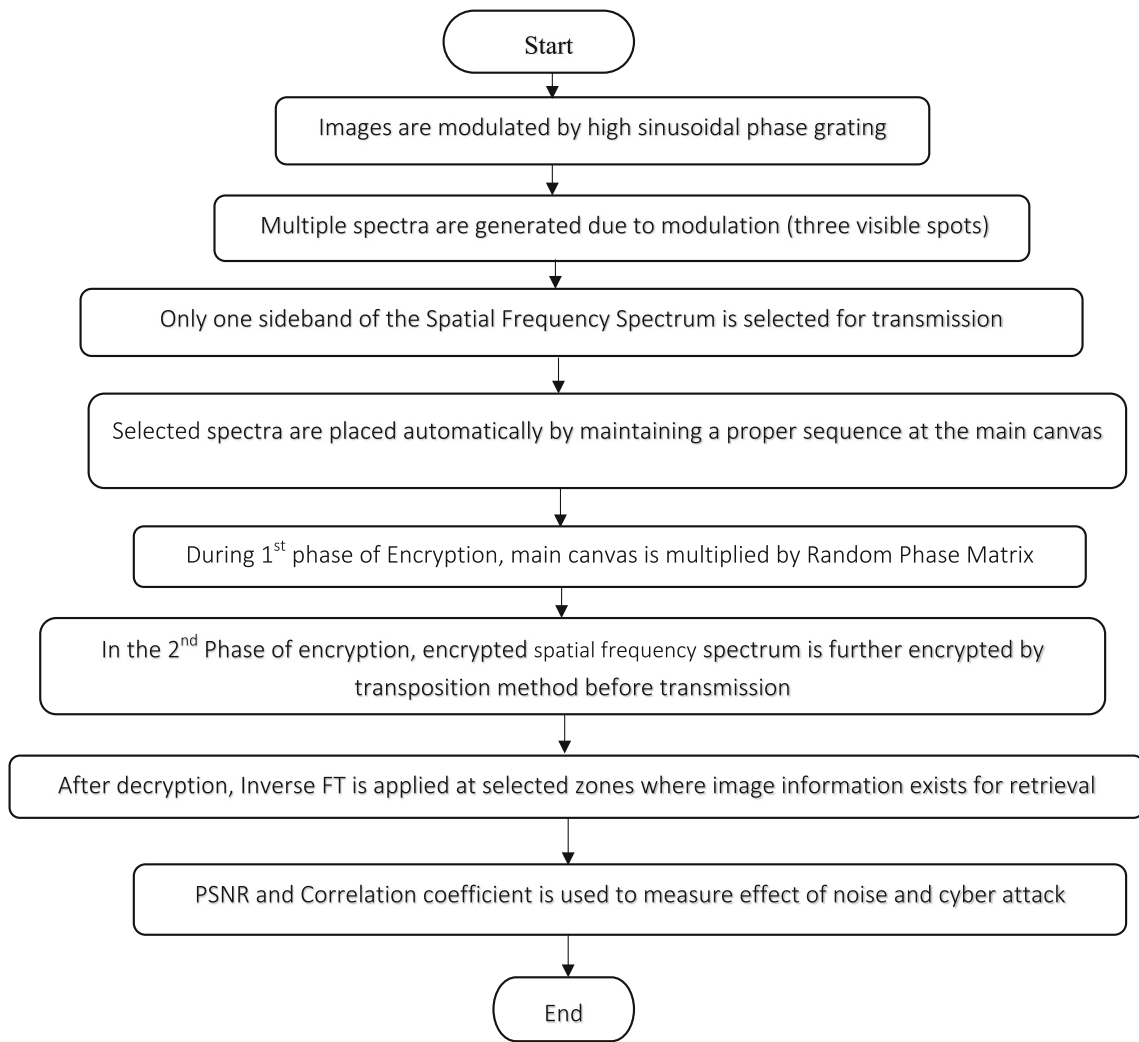 Start
Images are modulated by high sinusoidal phase grating
Multiple spectra are generated due to modulation (three visible spots)
Only one sideband of the Spatial Frequency Spectrum is selected for transmission
Selected spectra are placed automatically by maintaining a proper sequence at the main canvas
During 1st phase of Encryption, main canvas is multiplied by Random Phase Matrix
In the 2nd Phase of encryption, encrypted spatial frequency spectrum is further encrypted by
transposition method before transmission
After decryption, Inverse FT is applied at selected zones where image information exists for retrieval
PSNR and Correlation coefficient is used to measure effect of noise and cyber attack
End